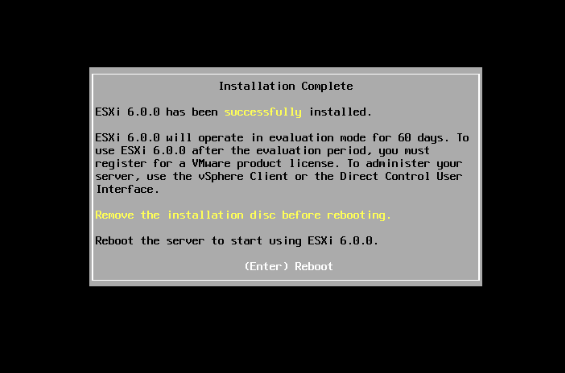 Installation Complete
ESXi 6.0.0 has been successfully installed.
ESXi 6.0.0 will operate in evaluation mode for 60 days. To
use ESXi 6.0.0 after the evaluation period, you must
register for a VMware product license. To administer your
server, use the vSphere Client or the Direct Control User
Interface.
Remove the installation disc before rebooting.
Reboot the server to start using ESXi 6.0.0.
(Enter) Reboot